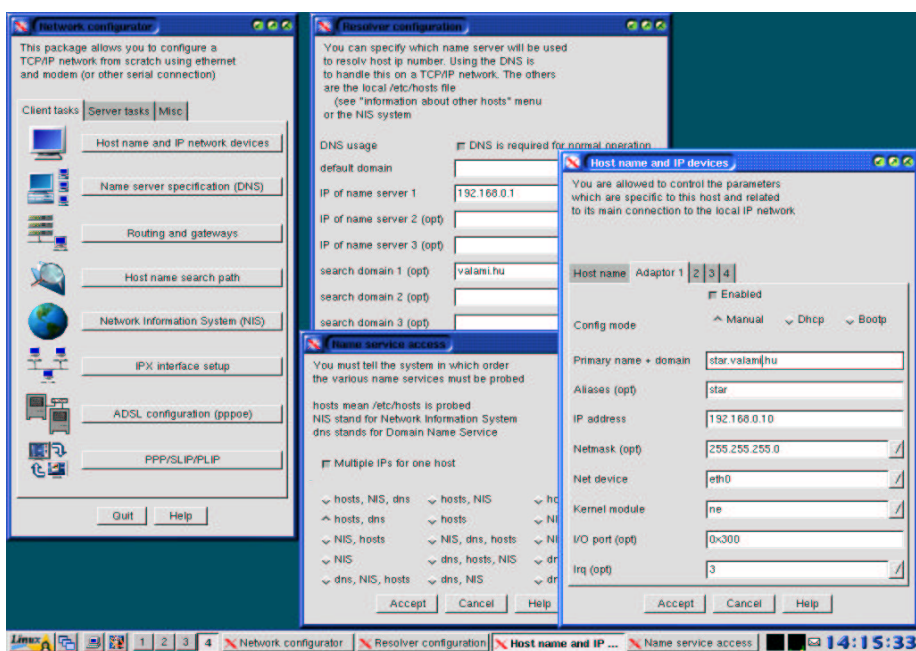 Network configurator
This package allows you to configure a
TCP/IP network from scratch using ethernet
and modem (or other serial connection)
Client tasks Server tasks Misc
Host name and IP network devices
Name server specification (DNS)
Routing and gateways
Host name search path
Network Information System (NIS)
IPX interface setup
ADSL configuration (pppoe)
PPP/SLIP/PLIP
Quit Help
Resolver configuration
You can specify which name server will be used
to resolv host ip number. Using the DNS is
to handle this on a TCP/IP network. The others
are the local /etc/hosts file
(see "information about other hosts" menu
or the NIS system
DNS usage DNS is required for normal operation
default domain
IP of name server 1 192.168.0.1
IP of name server 2 (opt)
IP of name server 3 (opt)
search domain 1 (opt) valami.hu
search domain 2 (opt)
search domain 3 (opt)
Name service access
You must tell the system in which order
the various name services must be probed
hosts mean /etc/hosts is probed
NIS stand for Network Information System
dns stands for Domain Name Service
Multiple IPs for one host
hosts, NIS, dns hosts, NIS
hosts, dns hosts
NIS, hosts NIS, dns, hosts
NIS dns, hosts, NIS
dns, NIS, hosts dns, NIS
Accept Cancel Help
Host name and IP devices
You are allowed to control the parameters
which are specific to this host and related
to its main connection to the local IP network
Host name Adaptor 1 2 3 4
Enabled
Config mode Manual Dhcp Bootp
Primary name + domain star.valami.hu
Aliases (opt) star
IP address 192.168.0.10
Netmask (opt) 255.255.255.0
Net device eth0
Kernel module ne
I/O port (opt) 0x300
Irq (opt) 3
Accept Cancel Help
Linux 1 2 3 4 Network configurator Resolver configuration Host name and IP ... Name service access 14:15:33